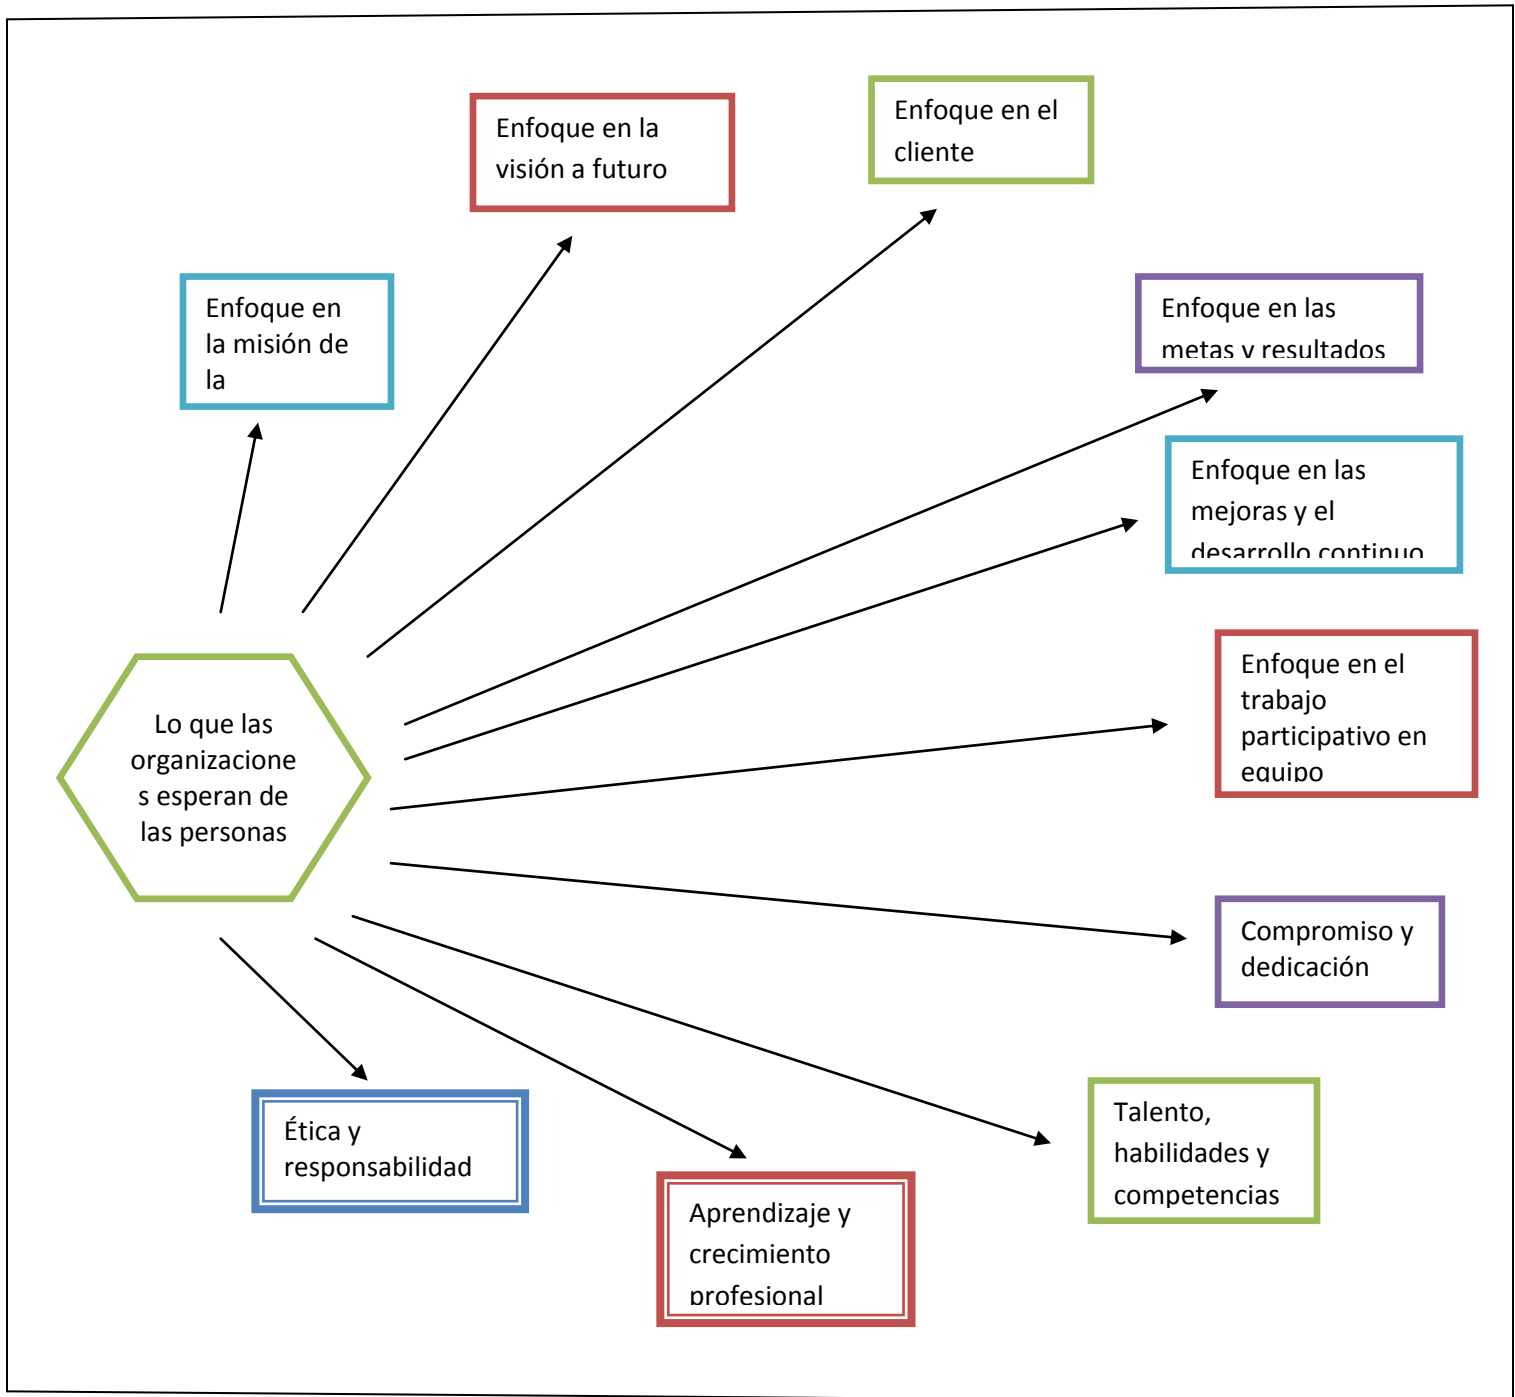 Enfoque en el
cliente
Enfoque en la
visión a futuro
Enfoque en
la misión de
la
Enfoque en las
metas y resultados
Enfoque en las
mejoras y el
desarrollo continuo
Enfoque en el
trabajo
participativo en
equipo
Lo que las
organizacione
s esperan de
las personas
Compromiso y
dedicación
Talento,
habilidades y
competencias
Ética y
responsabilidad
Aprendizaje y
crecimiento
profesional